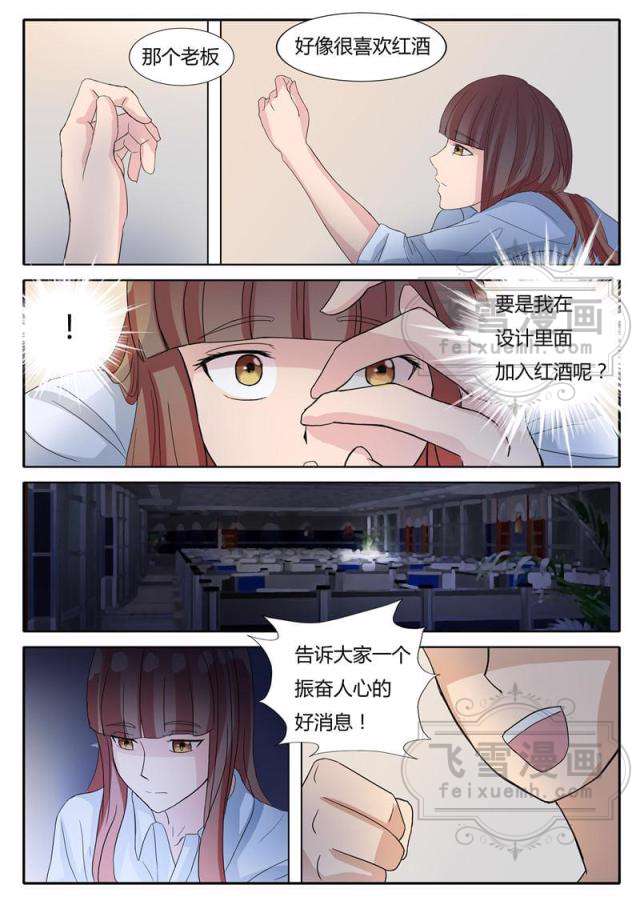 那个老板
好像很喜欢红酒
！
要是我在
设计里面
加入红酒呢？
飞雪漫画
feixuemh.com
告诉大家一个
振奋人心的
好消息！
飞雪漫画
feixuemh.com